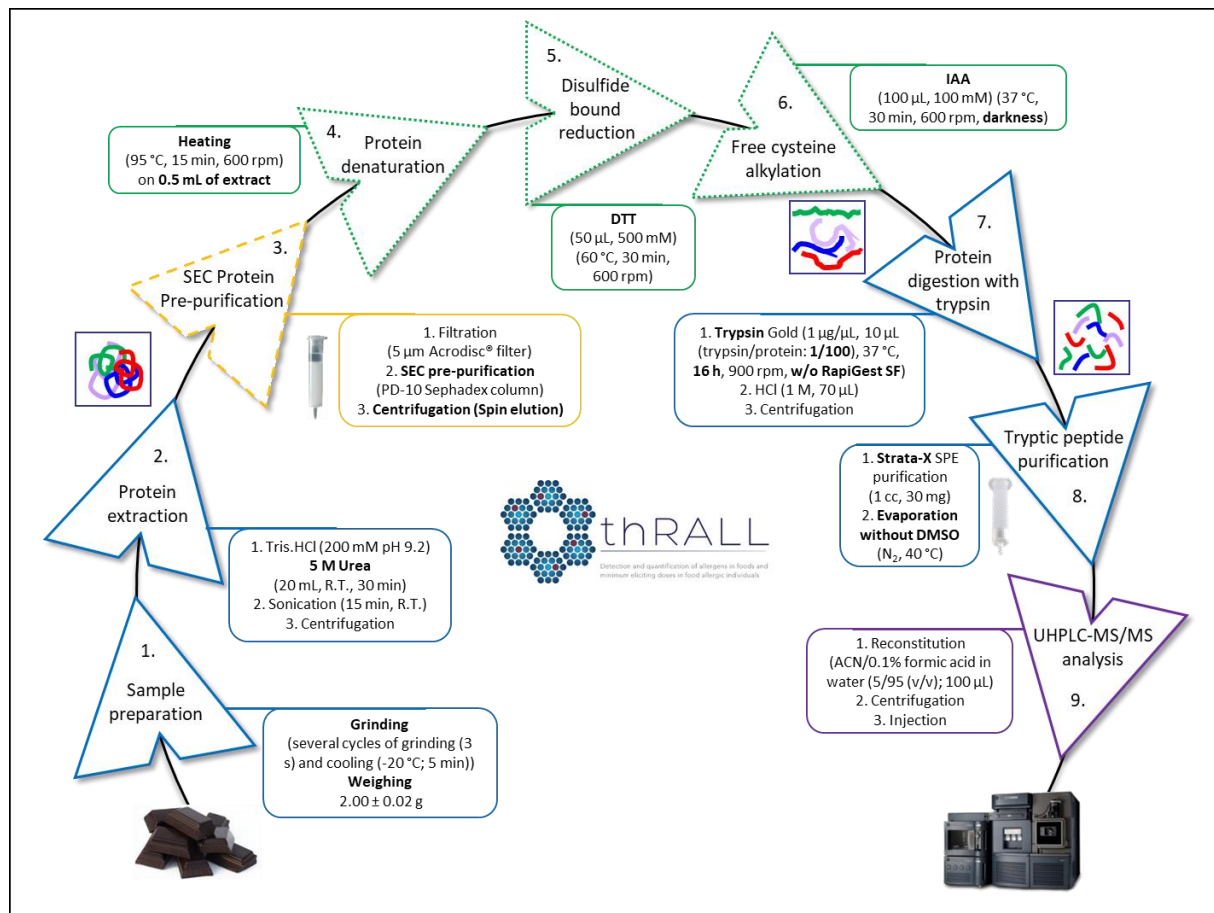 1.
Sample
preparation
Grinding
(several cycles of grinding (3
s) and cooling (-20 °C; 5 min))
Weighing
2.00 ± 0.02 g
2.
Protein
extraction
1. Tris.HCl (200 mM pH 9.2)
5 M Urea
(20 mL, R.T., 30 min)
2. Sonication (15 min, R.T.)
3. Centrifugation
3.
SEC Protein
Pre-purification
1. Filtration
(5 µm Acrodisc® filter)
2. SEC pre-purification
(PD-10 Sephadex column)
3. Centrifugation (Spin elution)
4.
Protein
denaturation
Heating
(95 °C, 15 min, 600 rpm)
on 0.5 mL of extract
5.
Disulfide
bound
reduction
DTT
(50 µL, 500 mM)
(60 °C, 30 min,
600 rpm)
6.
Free cysteine
alkylation
IAA
(100 µL, 100 mM) (37 °C,
30 min, 600 rpm, darkness)
7.
Protein
digestion with
trypsin
1. Trypsin Gold (1 µg/µL, 10 µL
(trypsin/protein: 1/100), 37 °C,
16 h, 900 rpm, w/o RapiGest SF)
2. HCl (1 M, 70 µL)
3. Centrifugation
Tryptic peptide
purification
8.
1. Strata-X SPE
purification
(1 cc, 30 mg)
2. Evaporation
without DMSO
(N₂, 40 °C)
UHPLC-MS/MS
analysis
9.
1. Reconstitution
(ACN/0.1% formic acid in
water (5/95 (v/v); 100 µL)
2. Centrifugation
3. Injection
thRALL
Detection and quantification of allergens in foods and
minimum eliciting doses in food allergic individuals